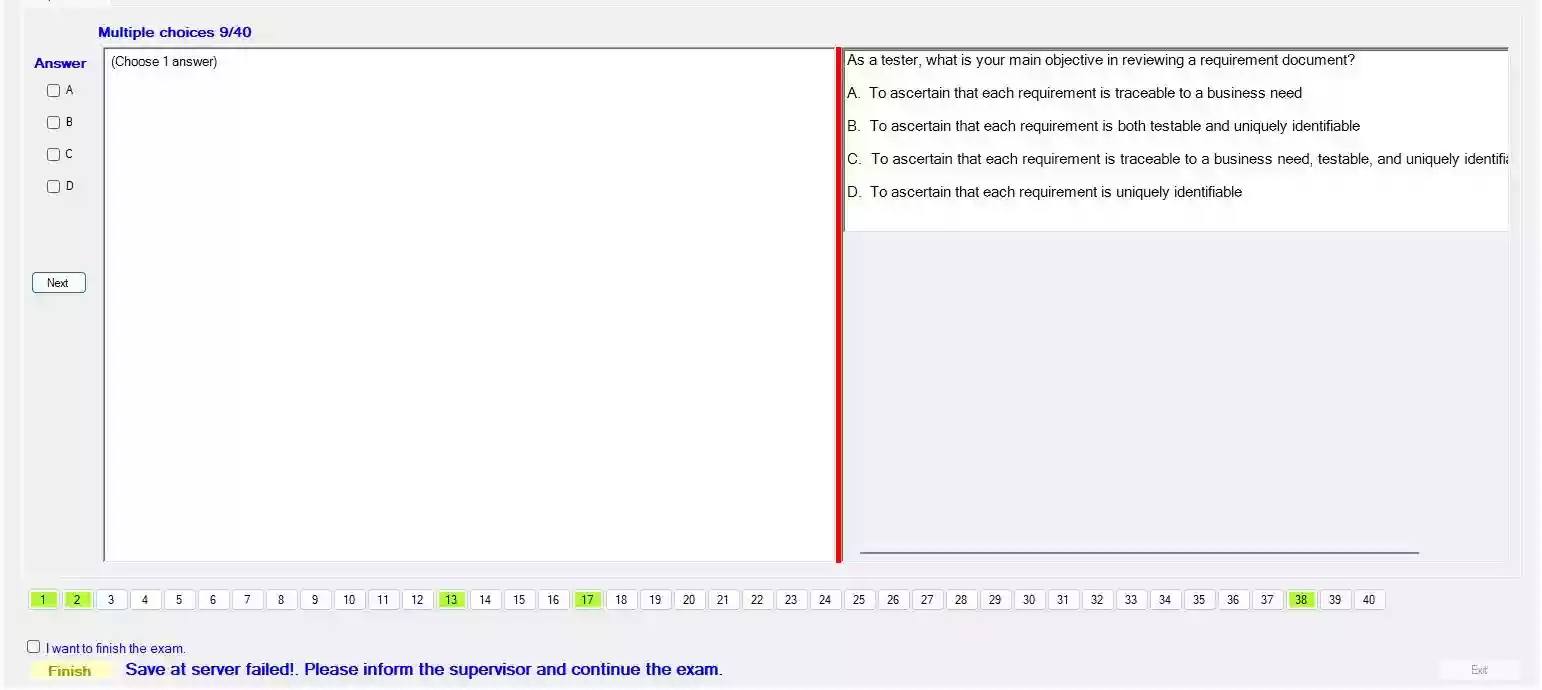 Multiple choices 9/40
Answer
(Choose 1 answer)
A
B
C
D
Next
As a tester, what is your main objective in reviewing a requirement document?
A. To ascertain that each requirement is traceable to a business need
B. To ascertain that each requirement is both testable and uniquely identifiable
C. To ascertain that each requirement is traceable to a business need, testable, and uniquely
D. To ascertain that each requirement is uniquely identifiable
1 2 3 4 5 6 7 8 9 10 11 12 13 14 15 16 17 18 19 20 21 22 23 24 25 26 27 28 29 30 31 32 33 34 35 36 37 38 39 40
I want to finish the exam.
Finish Save at server failed!. Please inform the supervisor and continue the exam.
Exit